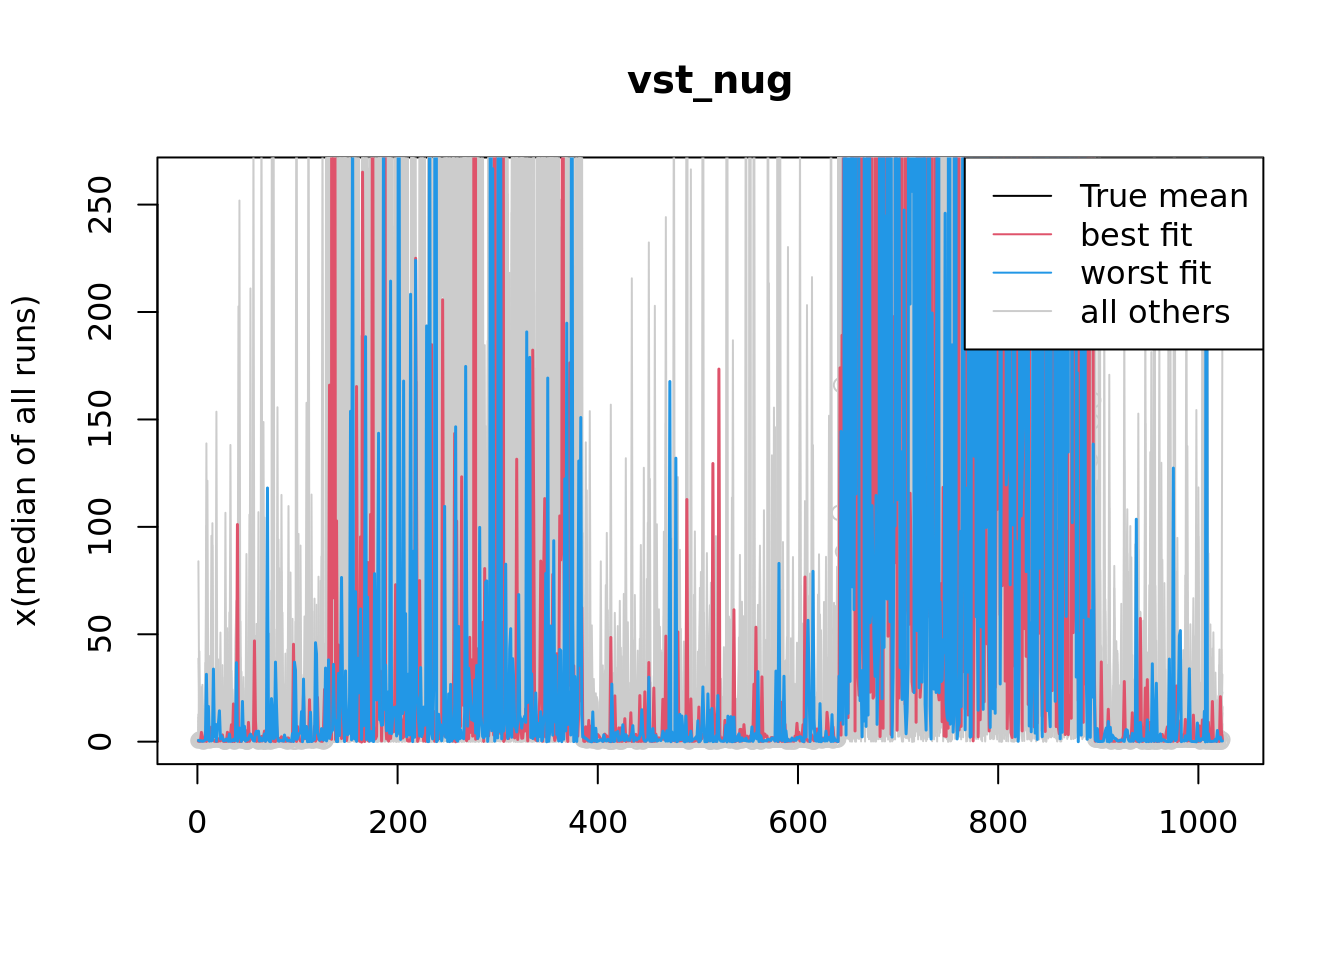 vst_nug
x(median of all runs)
250
200
150
100
50
0
True mean
best fit
worst fit
all others
0 200 400 600 800 1000